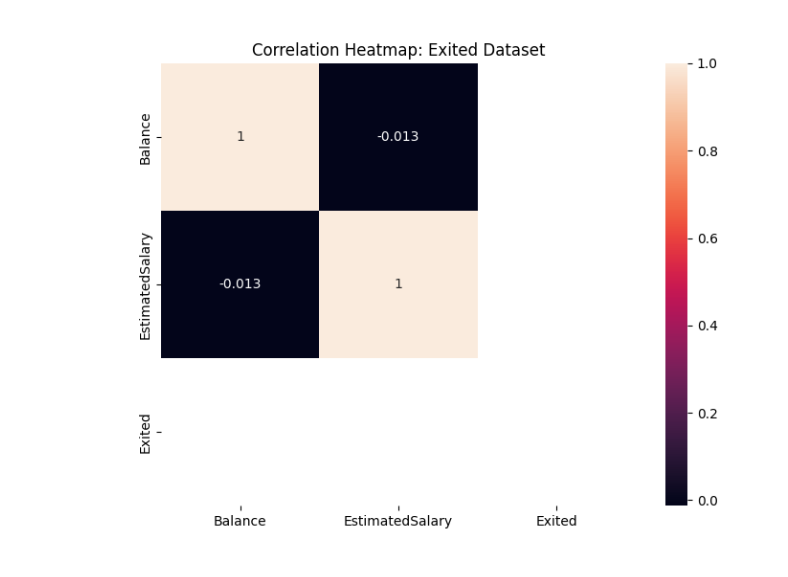 Correlation Heatmap: Exited Dataset
Balance
EstimatedSalary
Exited
1
-0.013
-0.013
1
Balance
EstimatedSalary
Exited
1.0
0.8
0.6
0.4
0.2
0.0